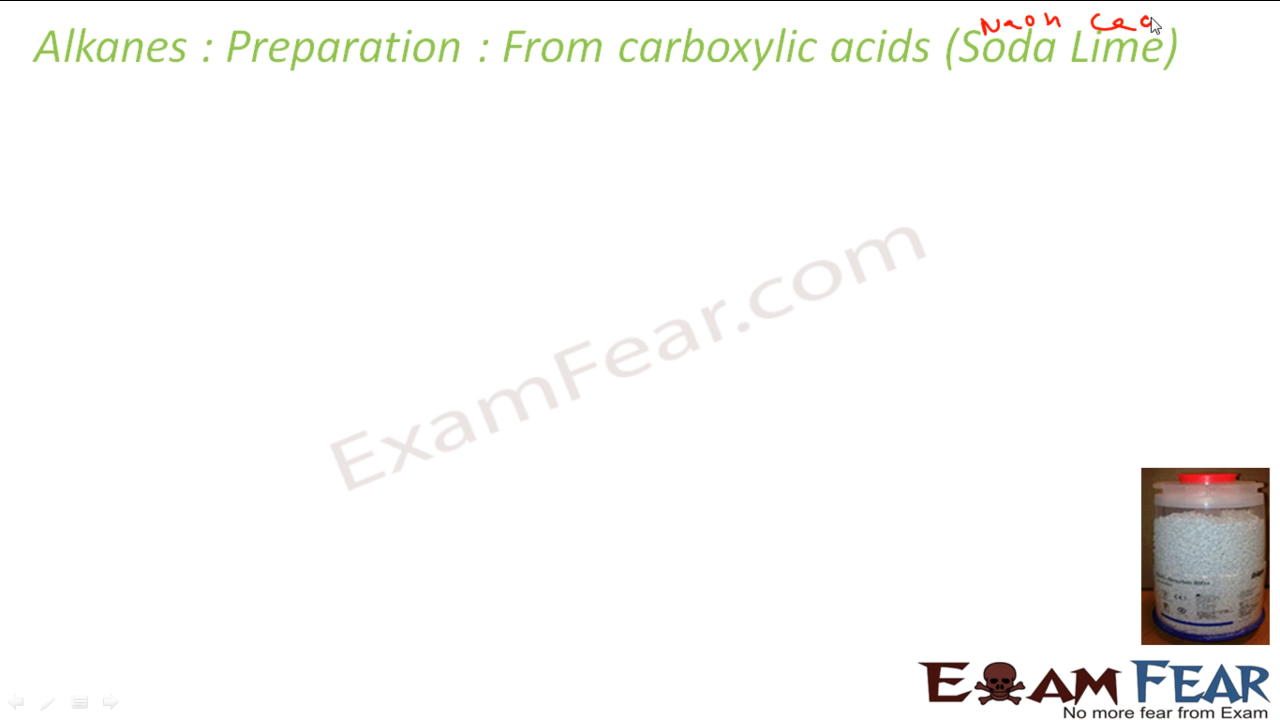 NaOh Cao
Alkanes : Preparation : From carboxylic acids (Soda Lime)
ExamFear.com
EXAM FEAR
No more fear from Exam